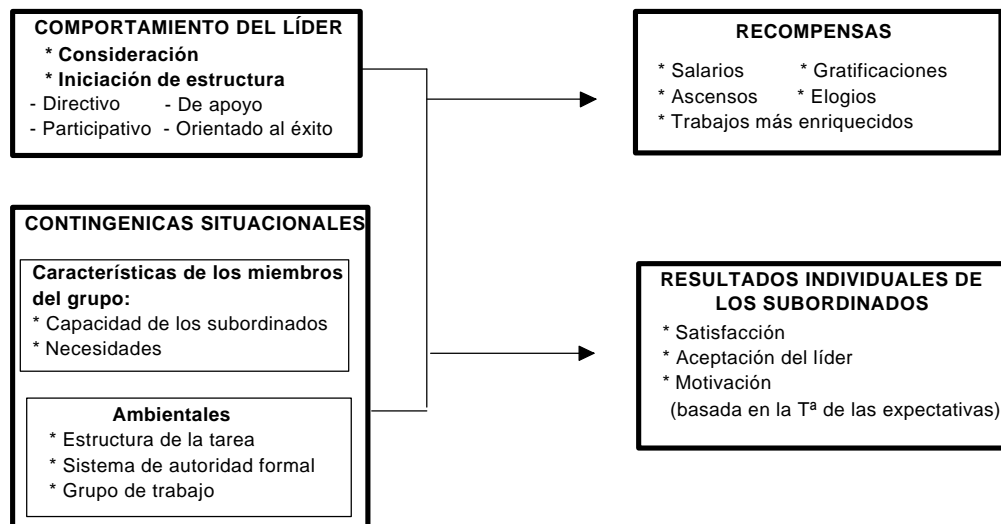 COMPORTAMIENTO DEL LÍDER
* Consideración
* Iniciación de estructura
- Directivo - De apoyo
- Participativo - Orientado al éxito
RECOMPENSAS
* Salarios * Gratificaciones
* Ascensos * Elogios
* Trabajos más enriquecidos
CONTINGENICAS SITUACIONALES
Características de los miembros
del grupo:
* Capacidad de los subordinados
* Necesidades
Ambientales
* Estructura de la tarea
* Sistema de autoridad formal
* Grupo de trabajo
RESULTADOS INDIVIDUALES DE
LOS SUBORDINADOS
* Satisfacción
* Aceptación del líder
* Motivación
(basada en la Tª de las expectativas)